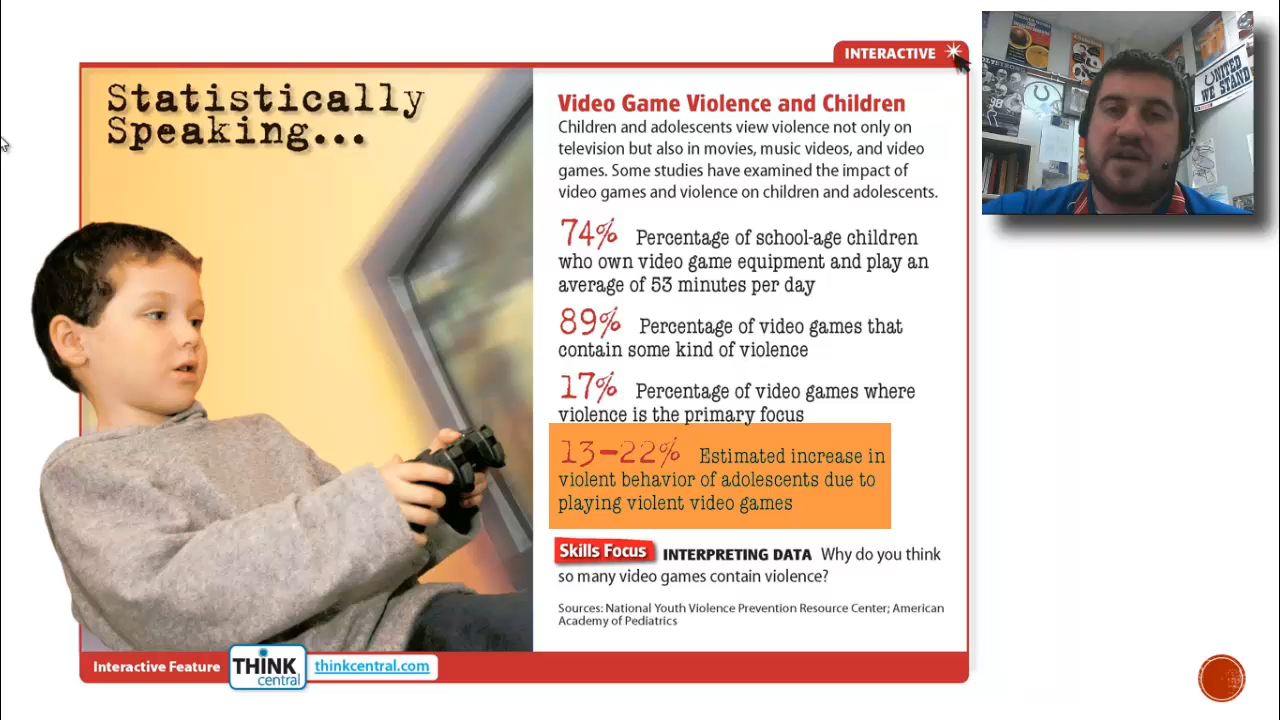 INTERACTIVE
Statistically
Speaking...
Video Game Violence and Children
Children and adolescents view violence not only on
television but also in movies, music videos, and video
games. Some studies have examined the impact of
video games and violence on children and adolescents.
74% Percentage of school-age children
who own video game equipment and play an
average of 53 minutes per day
89% Percentage of video games that
contain some kind of violence
17% Percentage of video games where
violence is the primary focus
13–22% Estimated increase in
violent behavior of adolescents due to
playing violent video games
Skills Focus INTERPRETING DATA Why do you think
so many video games contain violence?
Sources: National Youth Violence Prevention Resource Center; American
Academy of Pediatrics
Interactive Feature THINK central thinkcentral.com
UNITED
WE STAND